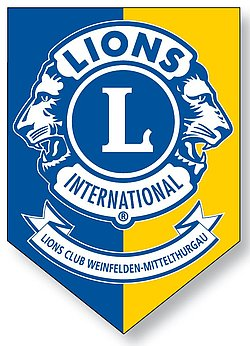 LIONS
L
INTERNATIONAL
®
LIONS CLUB WEINFELDEN-MITTELTHURGAU